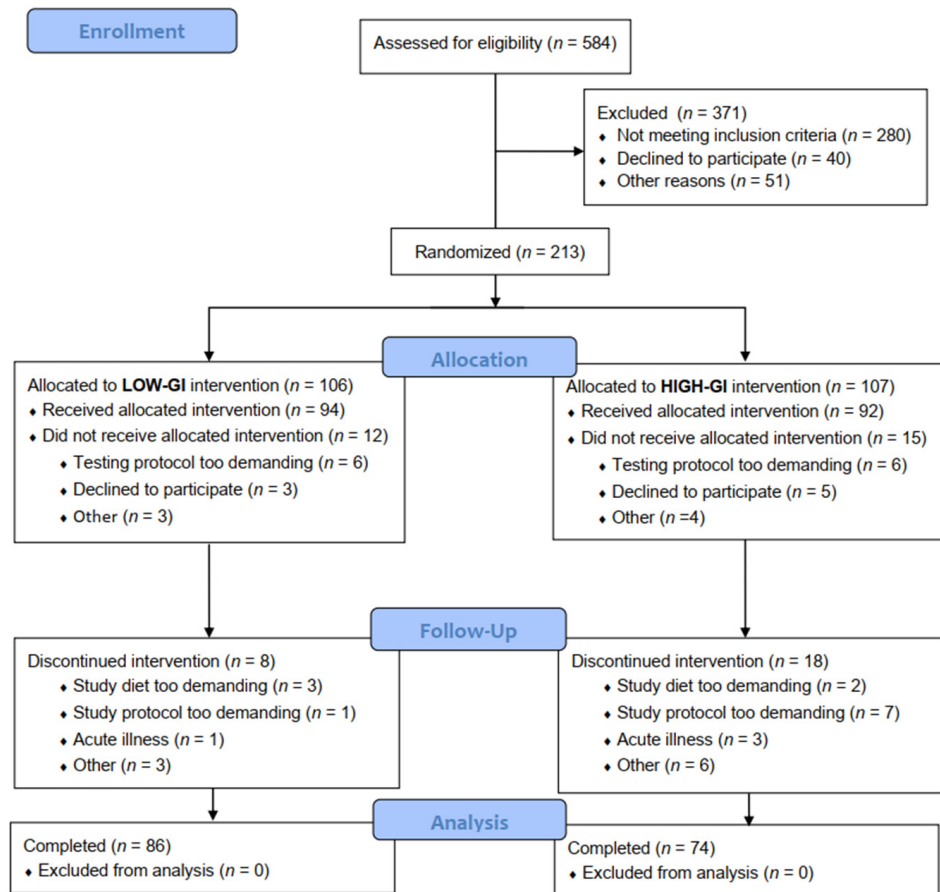 Enrollment
Assessed for eligibility (n = 584)
Excluded (n = 371)
♦ Not meeting inclusion criteria (n = 280)
♦ Declined to participate (n = 40)
♦ Other reasons (n = 51)
Randomized (n = 213)
Allocation
Allocated to LOW-GI intervention (n = 106)
♦ Received allocated intervention (n = 94)
♦ Did not receive allocated intervention (n = 12)
♦ Testing protocol too demanding (n = 6)
♦ Declined to participate (n = 3)
♦ Other (n = 3)
Allocated to HIGH-GI intervention (n = 107)
♦ Received allocated intervention (n = 92)
♦ Did not receive allocated intervention (n = 15)
♦ Testing protocol too demanding (n = 6)
♦ Declined to participate (n = 5)
♦ Other (n =4)
Follow-Up
Discontinued intervention (n = 8)
♦ Study diet too demanding (n = 3)
♦ Study protocol too demanding (n = 1)
♦ Acute illness (n = 1)
♦ Other (n = 3)
Discontinued intervention (n = 18)
♦ Study diet too demanding (n = 2)
♦ Study protocol too demanding (n = 7)
♦ Acute illness (n = 3)
♦ Other (n = 6)
Analysis
Completed (n = 86)
♦ Excluded from analysis (n = 0)
Completed (n = 74)
♦ Excluded from analysis (n = 0)